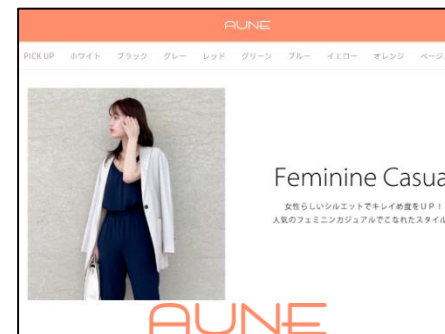 AUNE
PICK UP ホワイト ブラック グレー レッド グリーン ブルー イエロー オレンジ ベージュ
Feminine Casua
女性らしいシルエットでキレイめ度をUP！
人気のフェミニンカジュアルでこなれたスタイル
AUNE